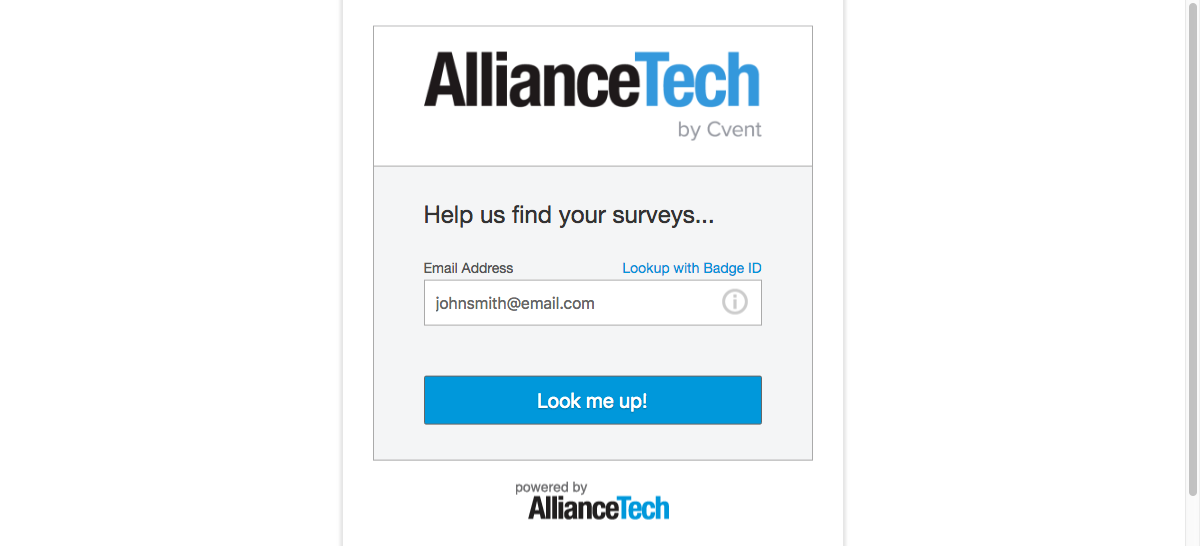 AllianceTech
by Cvent
Help us find your surveys...
Email Address Lookup with Badge ID
johnsmith@email.com
Look me up!
powered by
AllianceTech